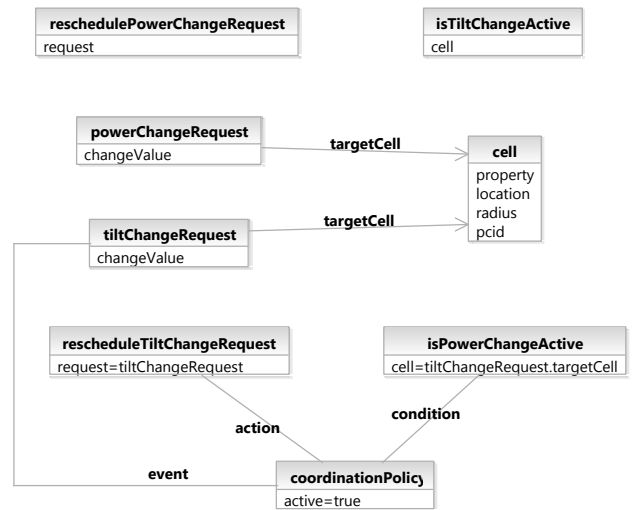 reschedulePowerChangeRequest
request
isTiltChangeActive
cell
powerChangeRequest
changeValue
targetCell
cell
property
location
radius
pcid
tiltChangeRequest
changeValue
targetCell
rescheduleTiltChangeRequest
request=tiltChangeRequest
isPowerChangeActive
cell=tiltChangeRequest.targetCell
action
condition
event
coordinationPolicy
active=true